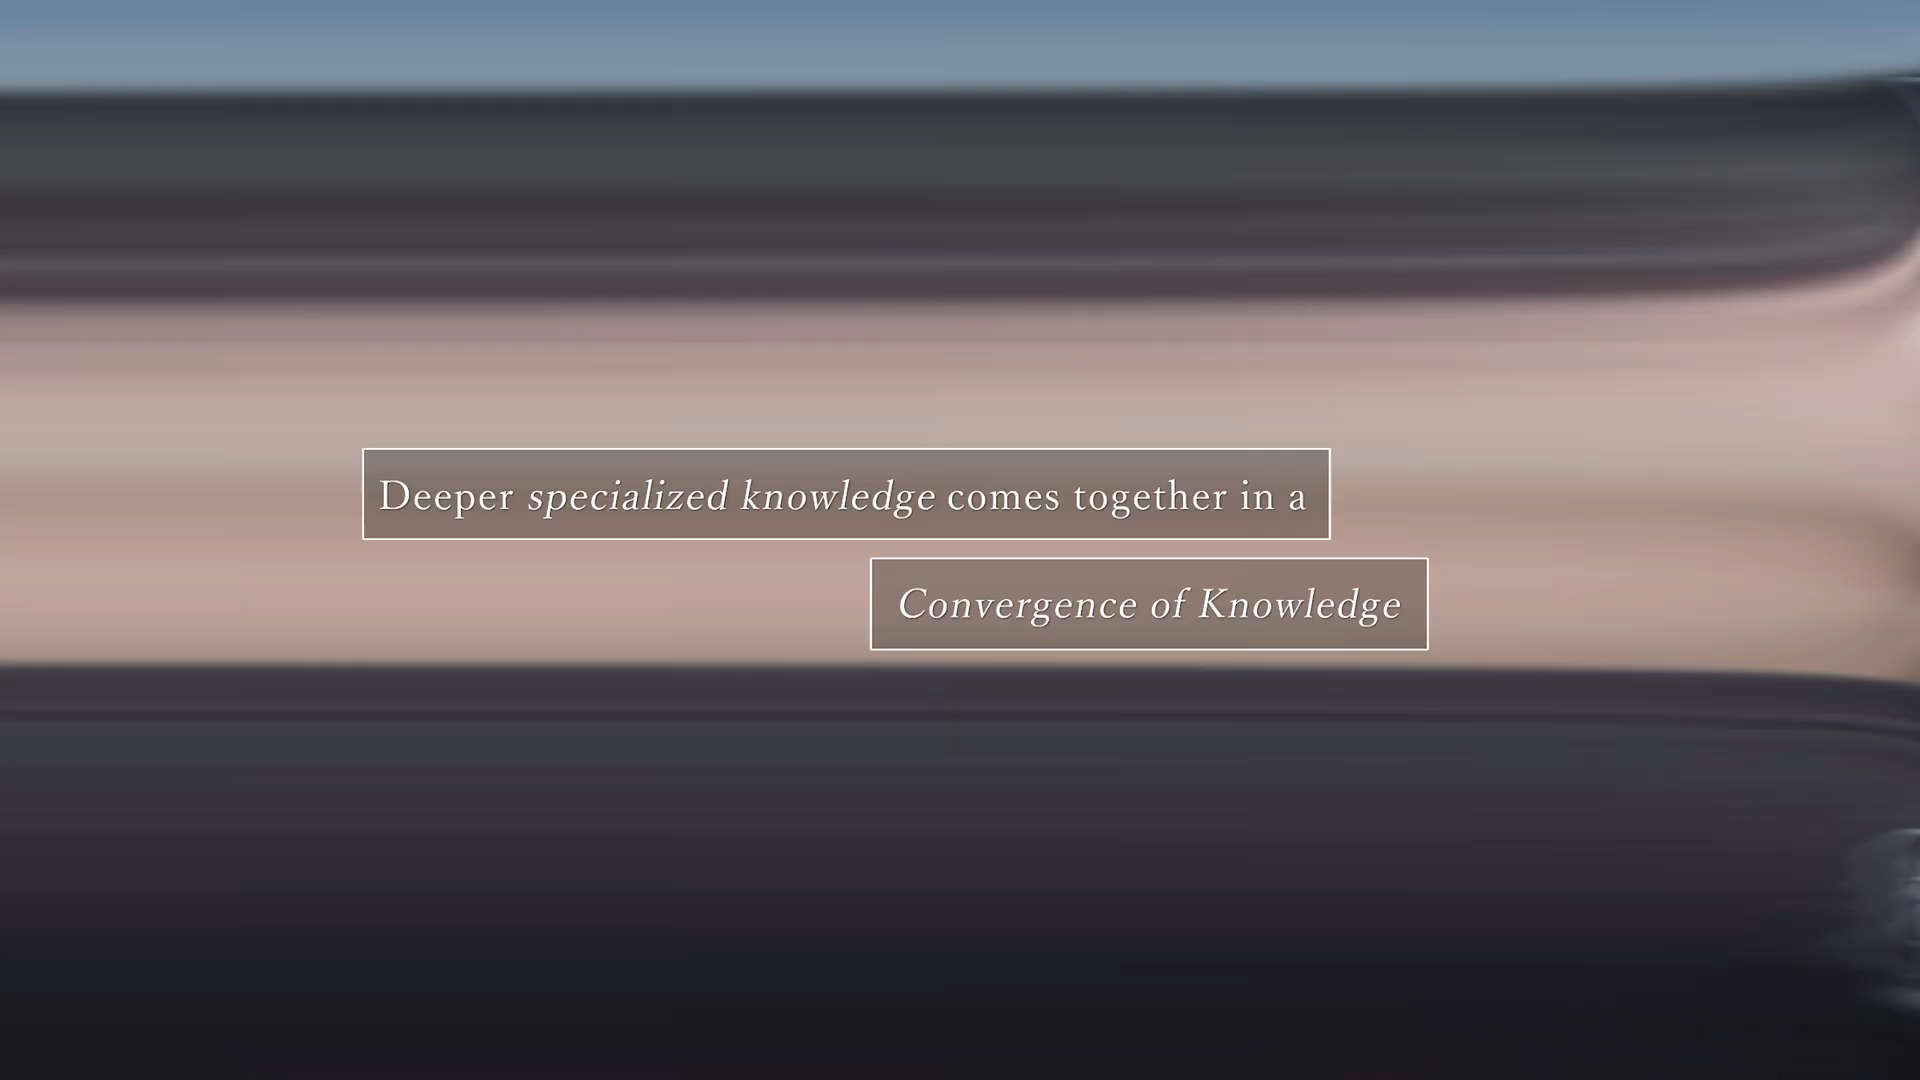 Deeper specialized knowledge comes together in a
Convergence of Knowledge